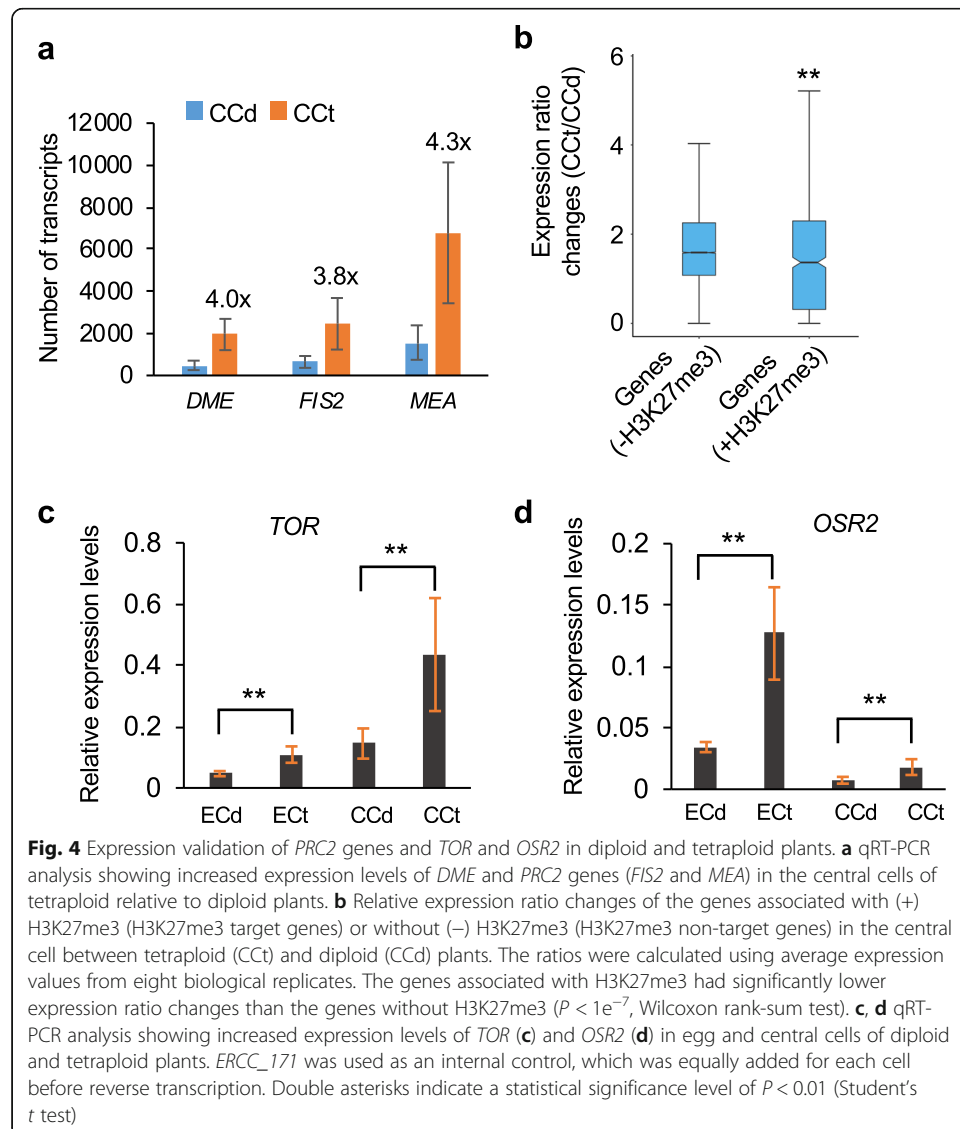 a
CCd CCt
Number of transcripts
12000
10000
8000
6000
4000
2000
0
4.0x
3.8x
4.3x
DME FIS2 MEA
b
Expression ratio
changes (CCt/CCd)
6
4
2
0
**
Genes
(-H3K27me3)
Genes
(+H3K27me3)
c
TOR
Relative expression levels
0.8
0.6
0.4
0.2
0
**
**
ECd ECt CCd CCt
d
OSR2
Relative expression levels
0.2
0.15
0.1
0.05
0
**
**
ECd ECt CCd CCt
Fig. 4 Expression validation of PRC2 genes and TOR and OSR2 in diploid and tetraploid plants. a qRT-PCR
analysis showing increased expression levels of DME and PRC2 genes (FIS2 and MEA) in the central cells of
tetraploid relative to diploid plants. b Relative expression ratio changes of the genes associated with (+)
H3K27me3 (H3K27me3 target genes) or without (−) H3K27me3 (H3K27me3 non-target genes) in the central
cell between tetraploid (CCt) and diploid (CCd) plants. The ratios were calculated using average expression
values from eight biological replicates. The genes associated with H3K27me3 had significantly lower
expression ratio changes than the genes without H3K27me3 (P < 1e⁻⁷, Wilcoxon rank-sum test). c, d qRT-
PCR analysis showing increased expression levels of TOR (c) and OSR2 (d) in egg and central cells of diploid
and tetraploid plants. ERCC_171 was used as an internal control, which was equally added for each cell
before reverse transcription. Double asterisks indicate a statistical significance level of P < 0.01 (Student's
t test)